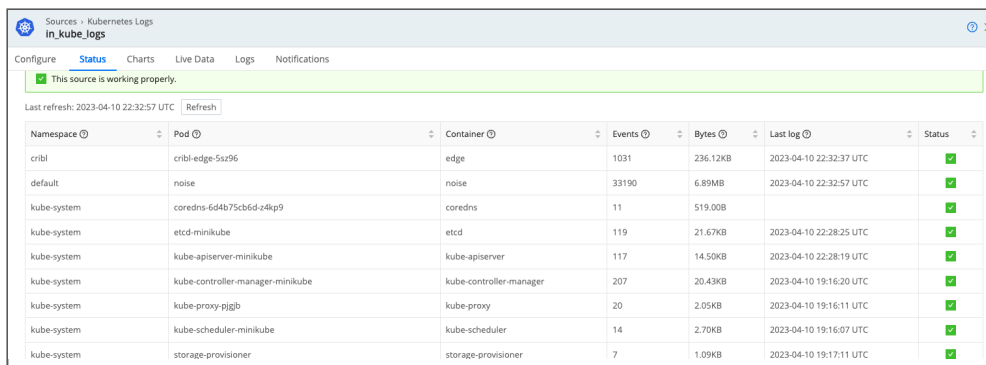 Sources › Kubernetes Logs
in_kube_logs
Configure Status Charts Live Data Logs Notifications
This source is working properly.
Last refresh: 2023-04-10 22:32:57 UTC Refresh
Namespace Pod Container Events Bytes Last log Status
cribl cribl-edge-5sz96 edge 1031 236.12KB 2023-04-10 22:32:37 UTC
default noise noise 33190 6.89MB 2023-04-10 22:32:57 UTC
kube-system coredns-6d4b75cb6d-z4kp9 coredns 11 519.00B
kube-system etcd-minikube etcd 119 21.67KB 2023-04-10 22:28:25 UTC
kube-system kube-apiserver-minikube kube-apiserver 117 14.50KB 2023-04-10 22:28:19 UTC
kube-system kube-controller-manager-minikube kube-controller-manager 207 20.43KB 2023-04-10 19:16:20 UTC
kube-system kube-proxy-pjgjb kube-proxy 20 2.05KB 2023-04-10 19:16:11 UTC
kube-system kube-scheduler-minikube kube-scheduler 14 2.70KB 2023-04-10 19:16:07 UTC
kube-system storage-provisioner storage-provisioner 7 1.09KB 2023-04-10 19:17:11 UTC